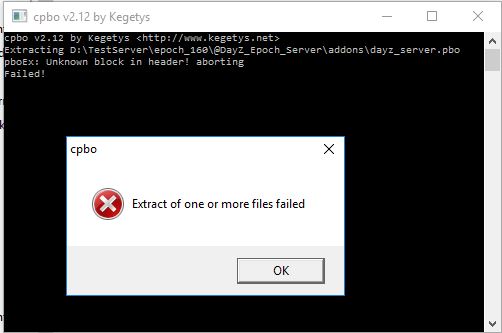 cpbo v2.12 by Kegetys
cpbo v2.12 by Kegetys <http://www.kegetys.net>
Extracting D:\TestServer\epoch_160\@DayZ_Epoch_Server\addons\dayz_server.pbo
pboEx: Unknown block in header! aborting
Failed!
cpbo
Extract of one or more files failed
OK